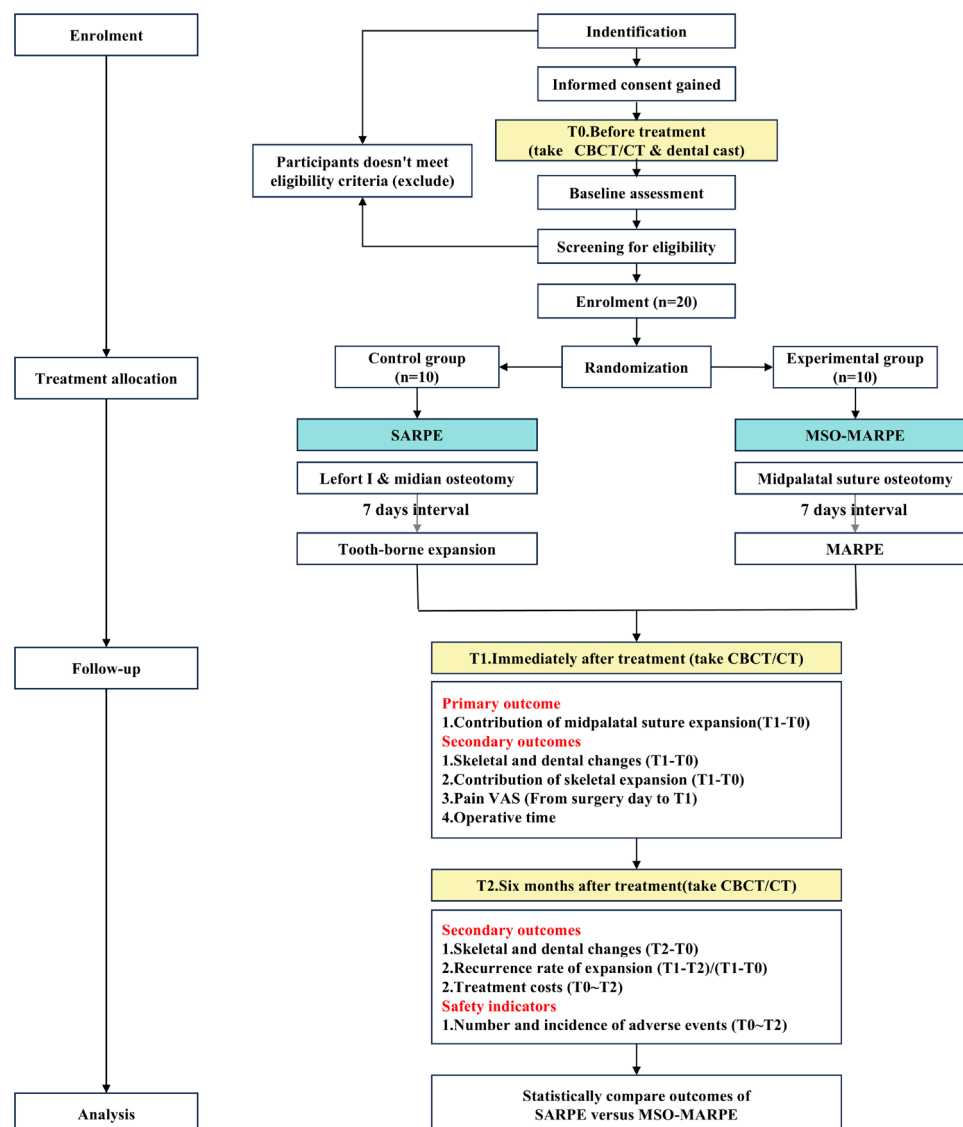 Enrolment
Indentification
Informed consent gained
T0.Before treatment
(take CBCT/CT & dental cast)
Participants doesn't meet
eligibility criteria (exclude)
Baseline assessment
Screening for eligibility
Enrolment (n=20)
Treatment allocation
Control group
(n=10)
Randomization
Experimental group
(n=10)
SARPE
MSO-MARPE
Lefort I & midian osteotomy
Midpalatal suture osteotomy
7 days interval
7 days interval
Tooth-borne expansion
MARPE
Follow-up
T1.Immediately after treatment (take CBCT/CT)
Primary outcome
1.Contribution of midpalatal suture expansion(T1-T0)
Secondary outcomes
1.Skeletal and dental changes (T1-T0)
2.Contribution of skeletal expansion (T1-T0)
3.Pain VAS (From surgery day to T1)
4.Operative time
T2.Six months after treatment(take CBCT/CT)
Secondary outcomes
1.Skeletal and dental changes (T2-T0)
2.Recurrence rate of expansion (T1-T2)/(T1-T0)
2.Treatment costs (T0~T2)
Safety indicators
1.Number and incidence of adverse events (T0~T2)
Analysis
Statistically compare outcomes of
SARPE versus MSO-MARPE